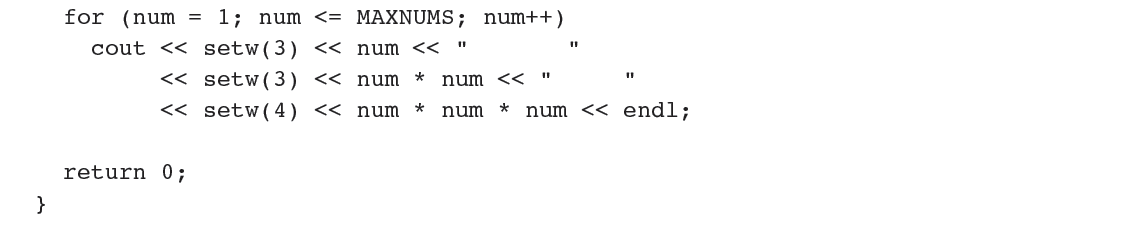 for (num = 1; num <= MAXNUMS; num++)
cout << setw(3) << num << "        "
<< setw(3) << num * num << "      "
<< setw(4) << num * num * num << endl;
return 0;
}